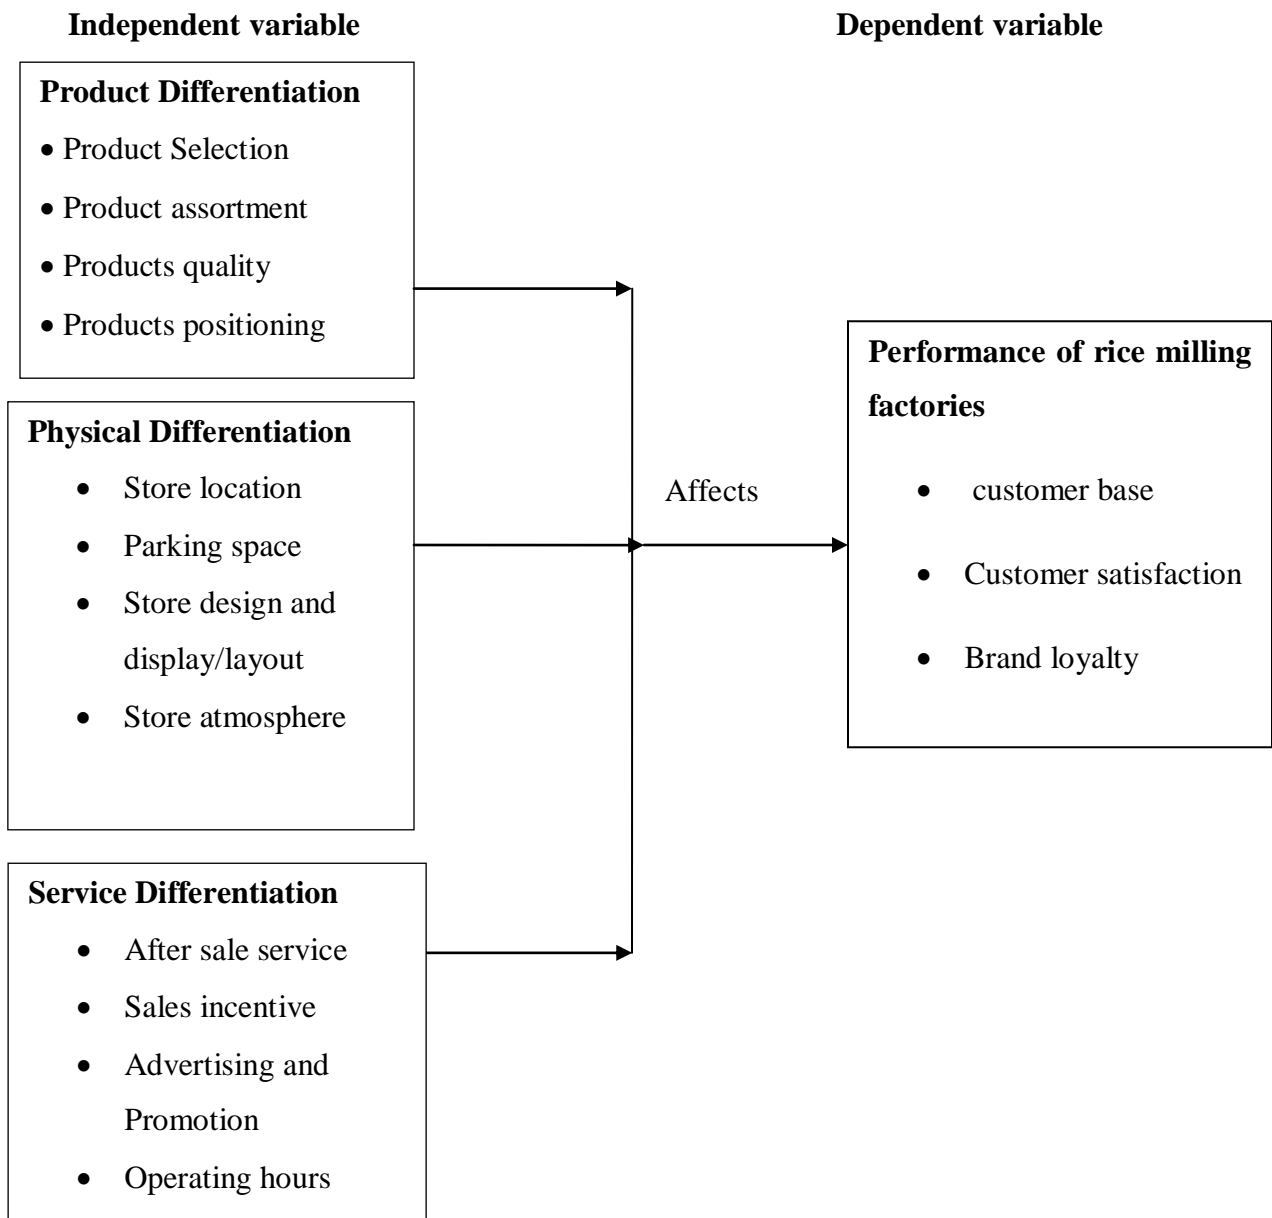 Independent variable
Dependent variable
Product Differentiation
• Product Selection
• Product assortment
• Products quality
• Products positioning
Physical Differentiation
• Store location
• Parking space
• Store design and
display/layout
• Store atmosphere
Service Differentiation
• After sale service
• Sales incentive
• Advertising and
Promotion
• Operating hours
Affects
Performance of rice milling
factories
• customer base
• Customer satisfaction
• Brand loyalty